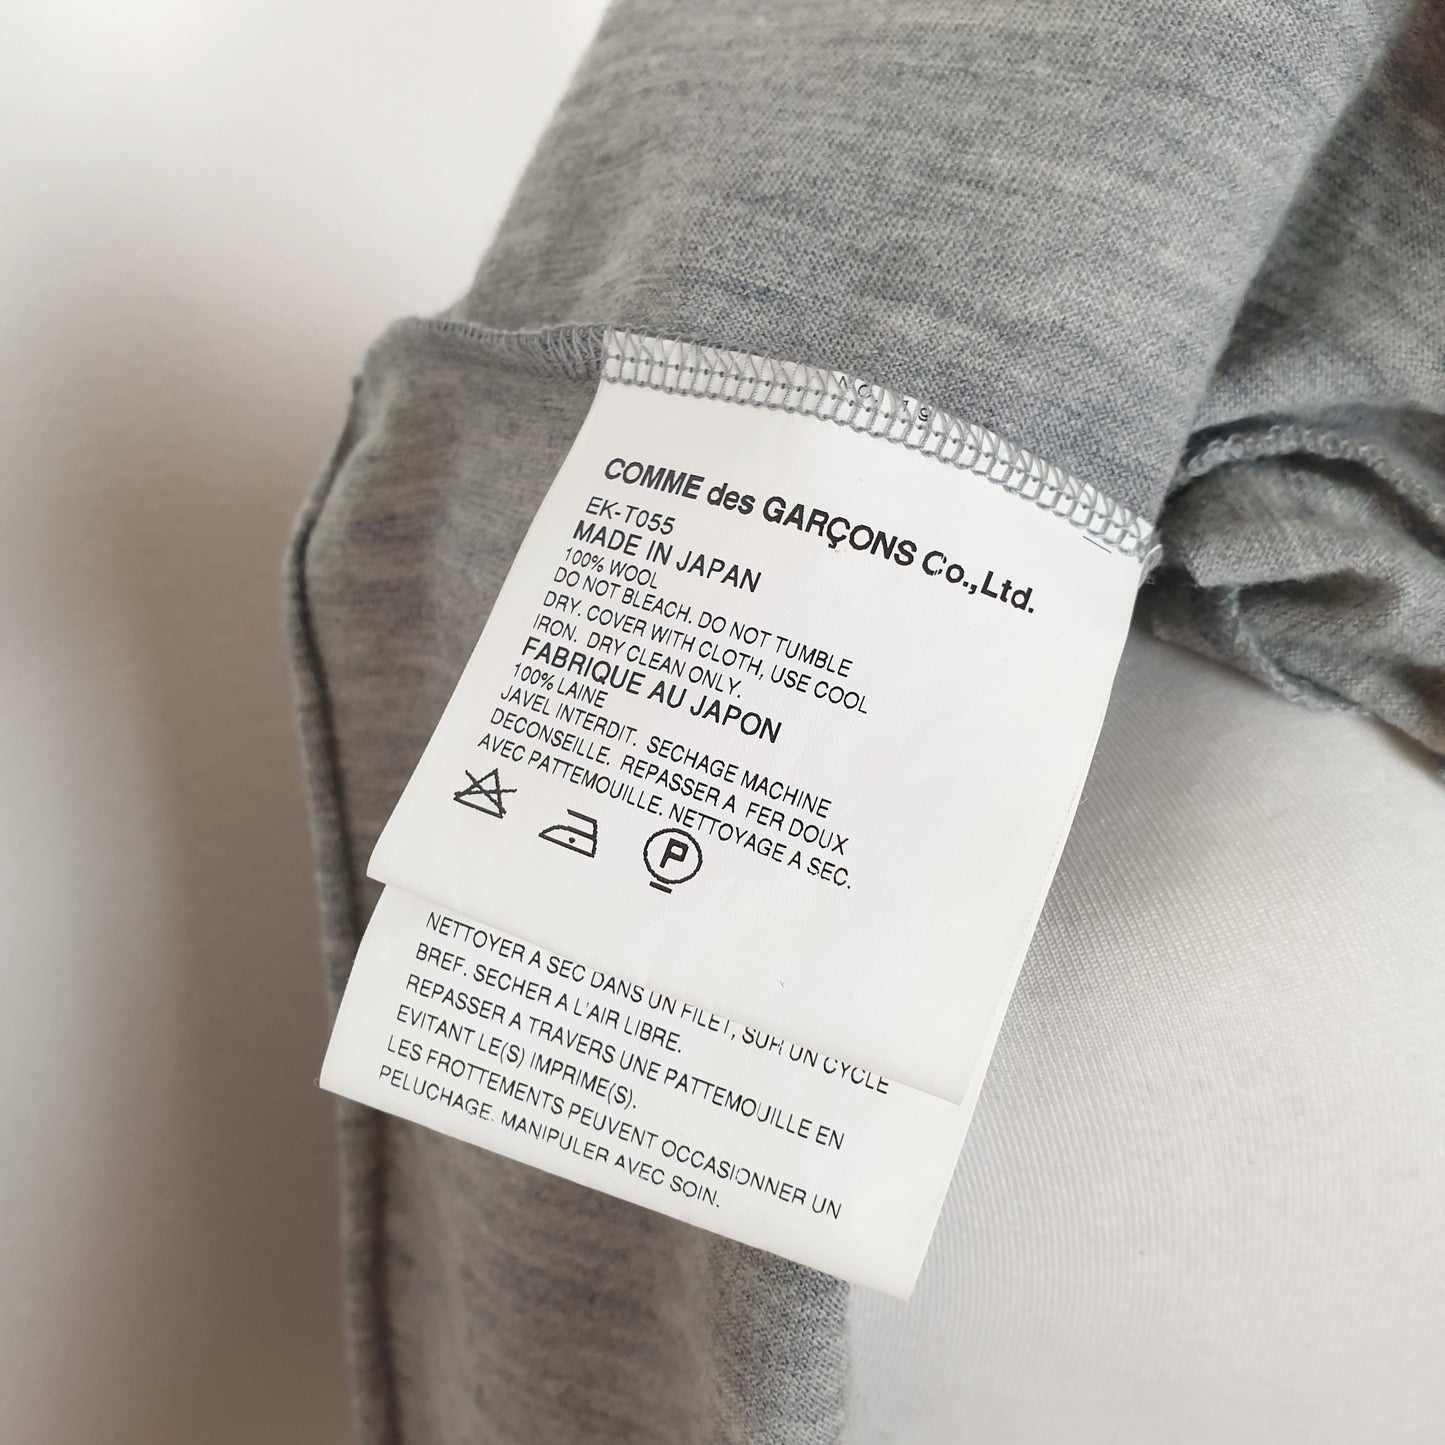 NO. 19
COMME des GARÇONS Co.,Ltd.
EK-T055
MADE IN JAPAN
100% WOOL
DO NOT BLEACH. DO NOT TUMBLE
DRY. COVER WITH CLOTH, USE COOL
IRON. DRY CLEAN ONLY.
FABRIQUE AU JAPON
100% LAINE
JAVEL INTERDIT. SECHAGE MACHINE
DECONSEILLE. REPASSER A FER DOUX
AVEC PATTEMOUILLE. NETTOYAGE A SEC.
P
NETTOYER A SEC DANS UN FILET, SUR UN CYCLE
BREF. SECHER A L'AIR LIBRE.
REPASSER A TRAVERS UNE PATTEMOUILLE EN
EVITANT LE(S) IMPRIME(S).
LES FROTTEMENTS PEUVENT OCCASIONNER UN
PELUCHAGE. MANIPULER AVEC SOIN.